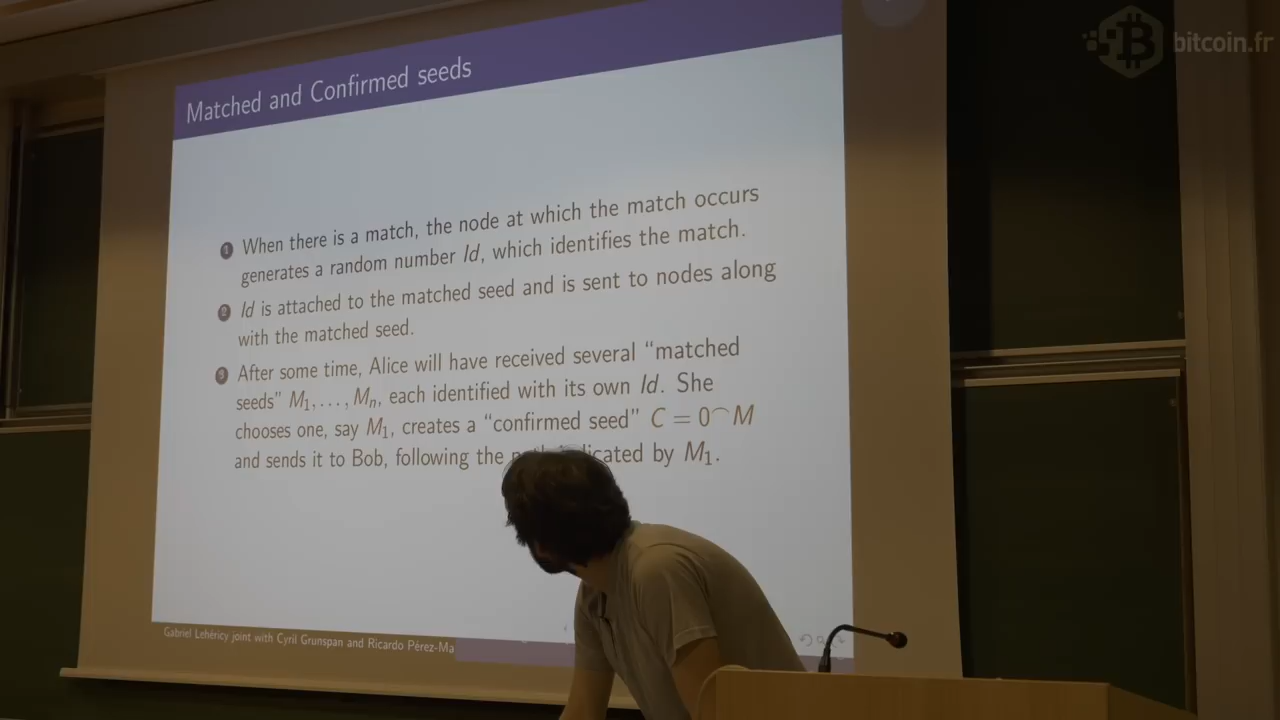 bitcoin.fr
Matched and Confirmed seeds
1 When there is a match, the node at which the match occurs
generates a random number Id, which identifies the match.
2 Id is attached to the matched seed and is sent to nodes along
with the matched seed.
3 After some time, Alice will have received several “matched
seeds” M₁, . . . , Mₙ, each identified with its own Id. She
chooses one, say M₁, creates a “confirmed seed” C = 0⌒M
and sends it to Bob, following the by M₁.
Gabriel Lehéricy joint with Cyril Grunspan and Ricardo